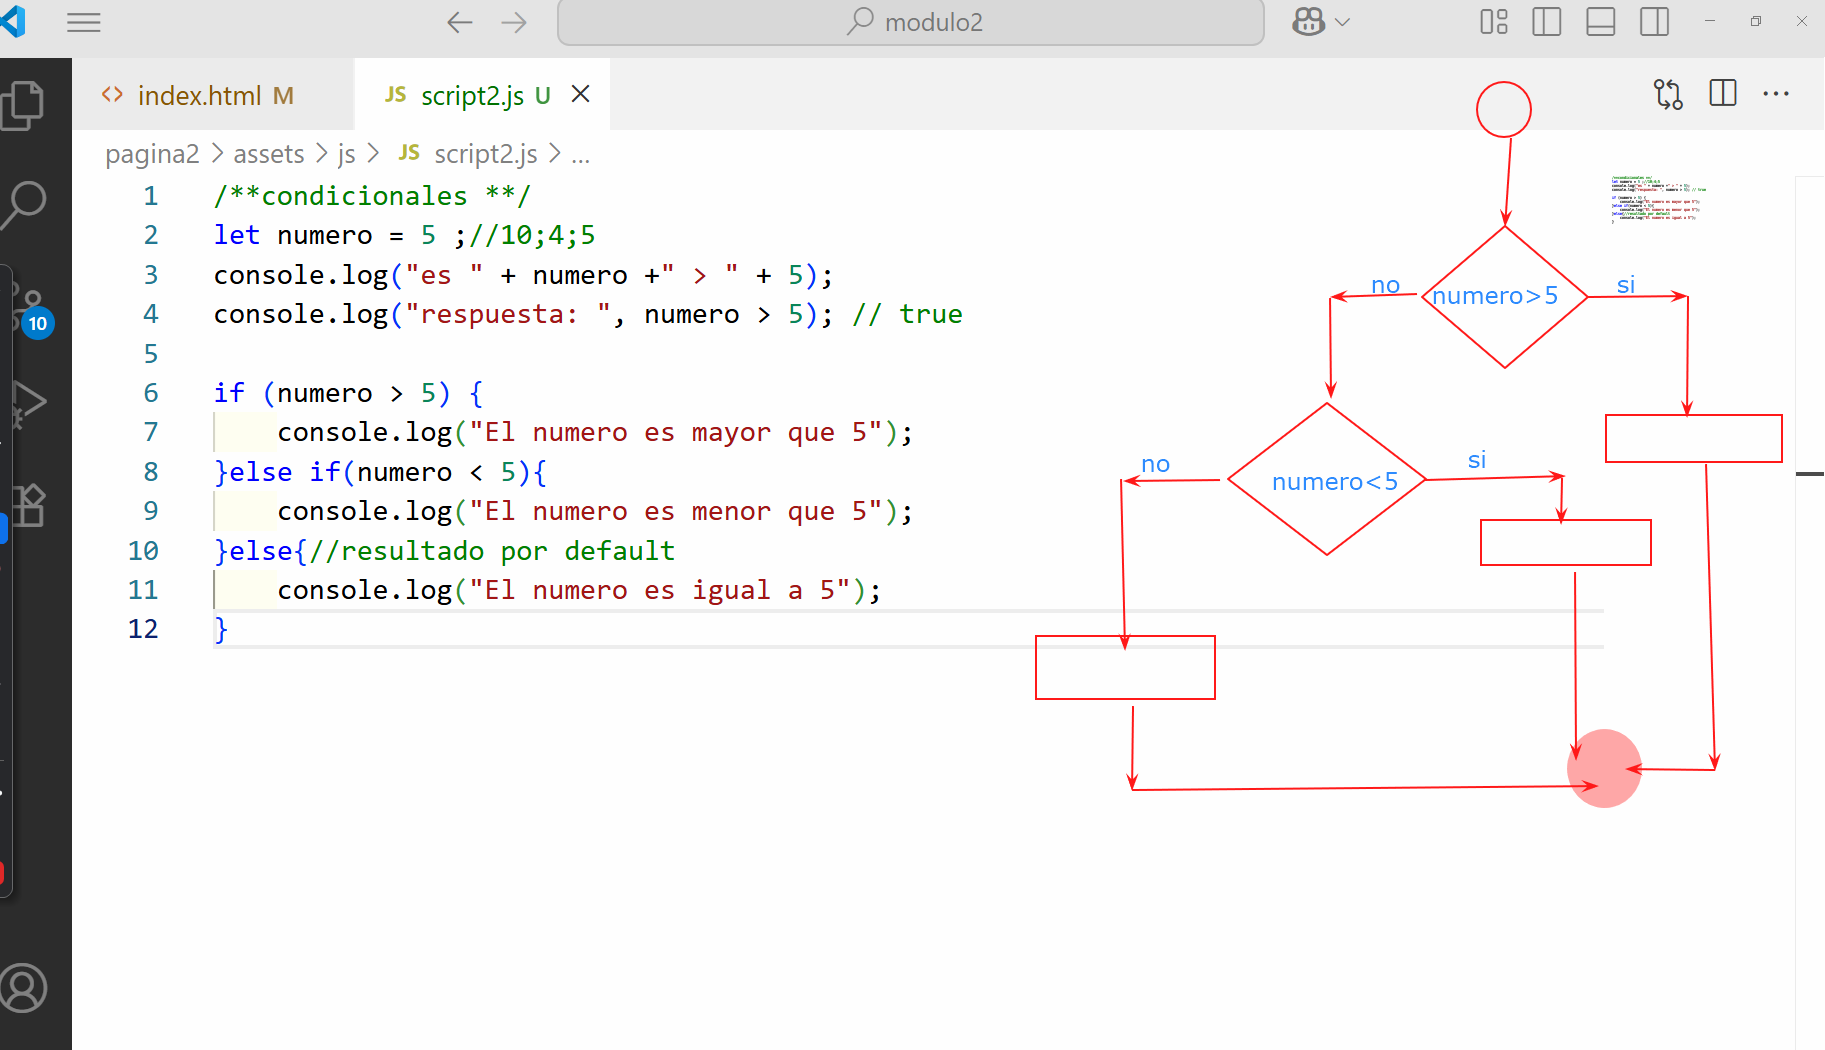 modulo2
index.html M
JS script2.js U
pagina2 > assets > js > JS script2.js > ...
1 /**condicionales **/
2 let numero = 5 ;//10;4;5
3 console.log("es " + numero +" > " + 5);
4 console.log("respuesta: ", numero > 5); // true
5
6 if (numero > 5) {
7 console.log("El numero es mayor que 5");
8 }else if(numero < 5){
9 console.log("El numero es menor que 5");
10 }else{//resultado por default
11 console.log("El numero es igual a 5");
12 }
10
no
numero>5
si
no
numero<5
si